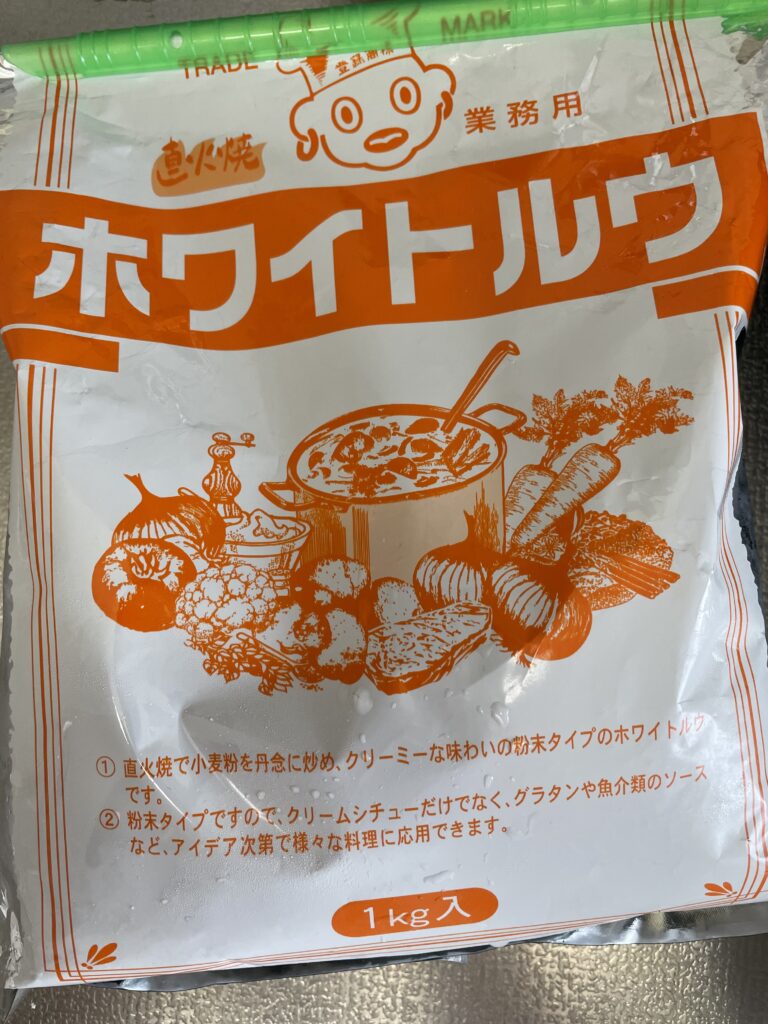 TRADE MARK
登録商標
業務用
直火焼
ホワイトルウ
① 直火焼で小麦粉を丹念に炒め、クリーミーな味わいの粉末タイプのホワイトルウ
です。
② 粉末タイプですので、クリームシチューだけでなく、グラタンや魚介類のソース
など、アイデア次第で様々な料理に応用できます。
1kg入